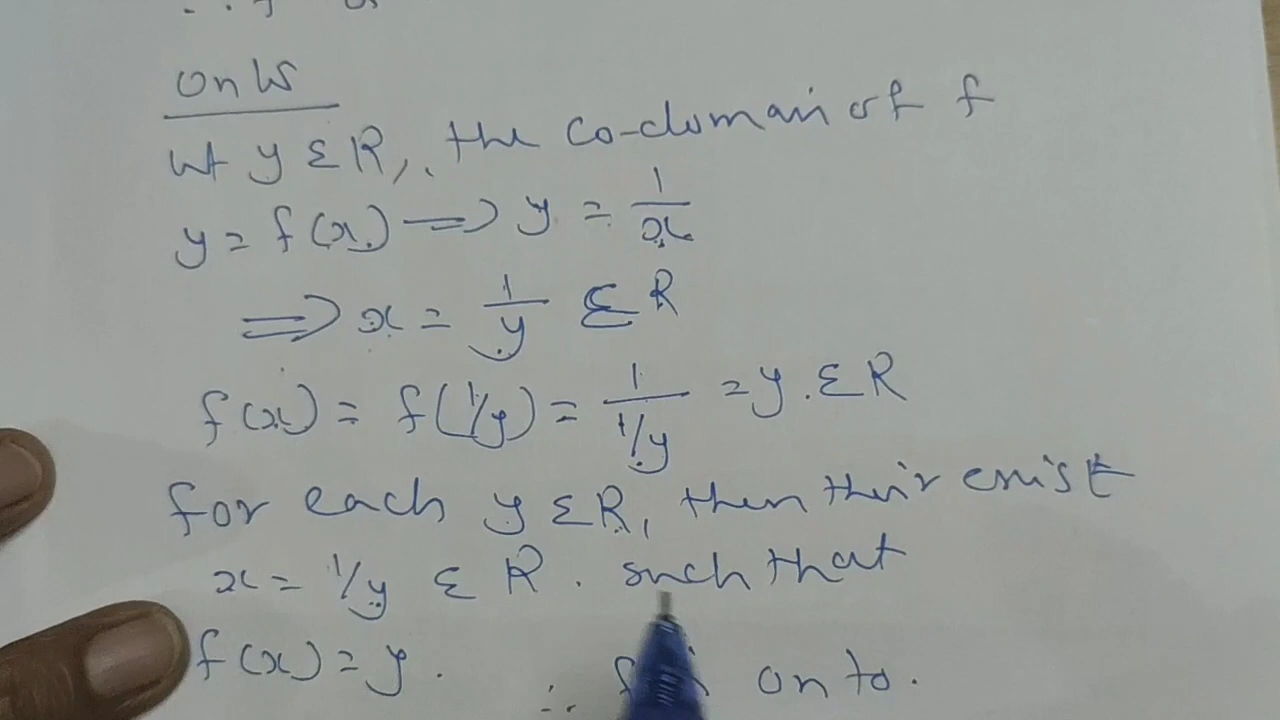 onto
let y ∈ R, the co-domain of f
y = f(x) ⟹ y = 1/x
⟹ x = 1/y ∈ R
f(x) = f(1/y) = 1/(1/y) = y. ∈ R
for each y ∈ R, then their exist
x = 1/y ∈ R. such that
f(x) = y. ∴ f is onto.